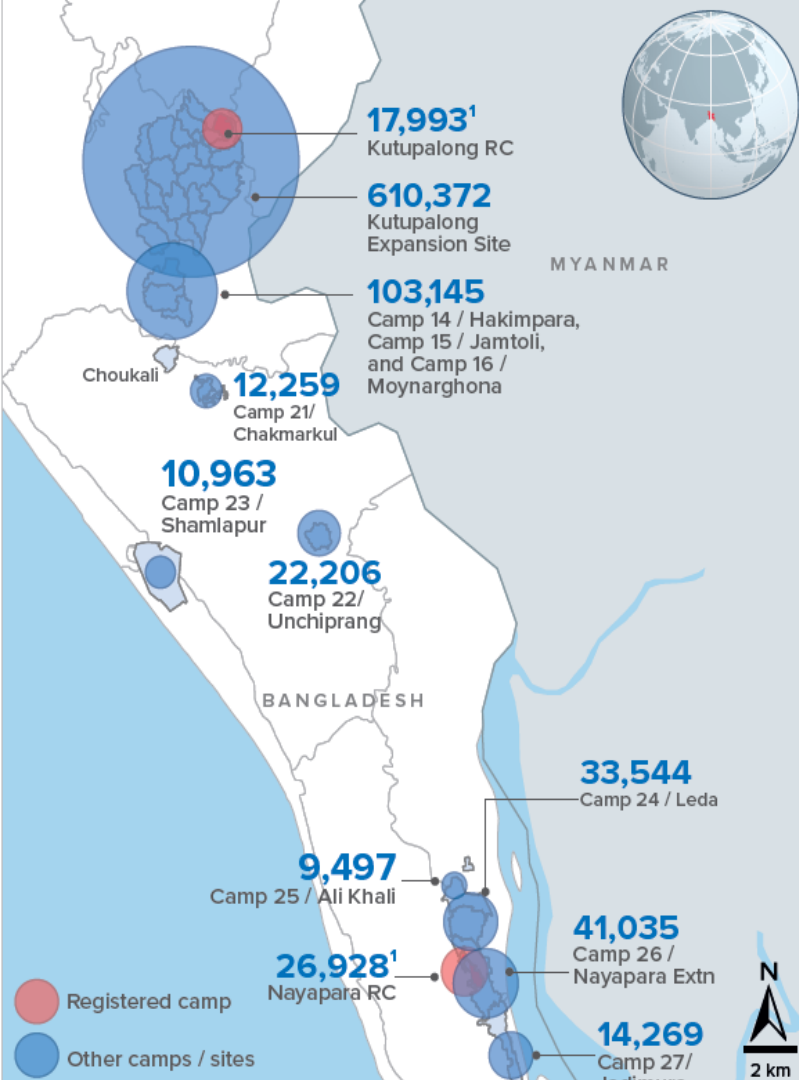 17,993¹
Kutupalong RC
610,372
Kutupalong
Expansion Site
MYANMAR
103,145
Camp 14 / Hakimpara,
Camp 15 / Jamtoli,
and Camp 16 /
Moynarghona
Choukali
12,259
Camp 21/
Chakmarkul
10,963
Camp 23 /
Shamlapur
22,206
Camp 22/
Unchiprang
BANGLADESH
33,544
Camp 24 / Leda
9,497
Camp 25 / Ali Khali
41,035
Camp 26 /
Nayapara Extn
26,928¹
Nayapara RC
N
Registered camp
14,269
Camp 27/
Other camps / sites
2 km